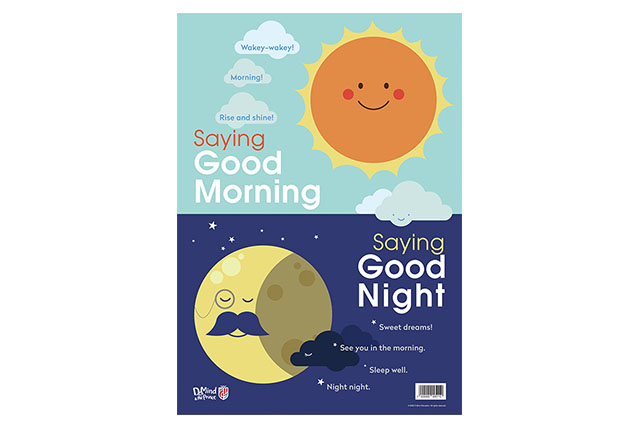 Wakey-wakey!
Morning!
Rise and shine!
Saying
Good
Morning
Saying
Good
Night
Sweet dreams!
See you in the morning.
Sleep well.
Night night.